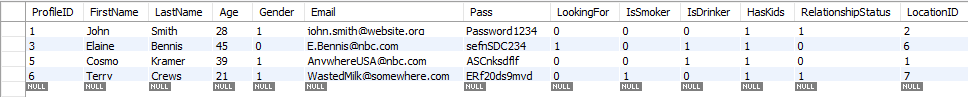 ProfileID FirstName LastName Age Gender Email Pass LookingFor IsSmoker IsDrinker HasKids RelationshipStatus LocationID
1 John Smith 28 1 john.smith@website.org Password1234 0 0 0 1 1 2
3 Elaine Bennis 45 0 E.Bennis@nbc.com sefnSDC234 1 0 1 0 0 6
5 Cosmo Kramer 39 1 AnywhereUSA@nbc.com ASCnksdflf 0 0 1 1 0 1
6 Terry Crews 21 1 WastedMilk@somewhere.com ERf20ds9mvd 0 1 0 1 1 7
NULL NULL NULL NULL NULL NULL NULL NULL NULL NULL NULL NULL NULL